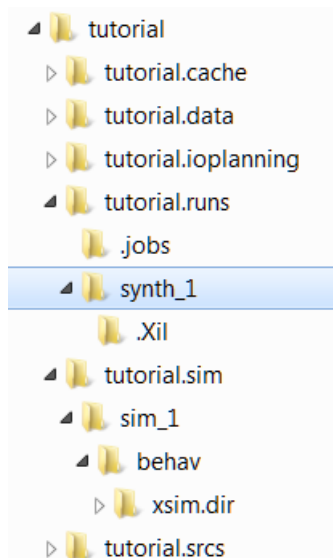 tutorial
tutorial.cache
tutorial.data
tutorial.ioplanning
tutorial.runs
.jobs
synth_1
.Xil
tutorial.sim
sim_1
behav
xsim.dir
tutorial.srcs